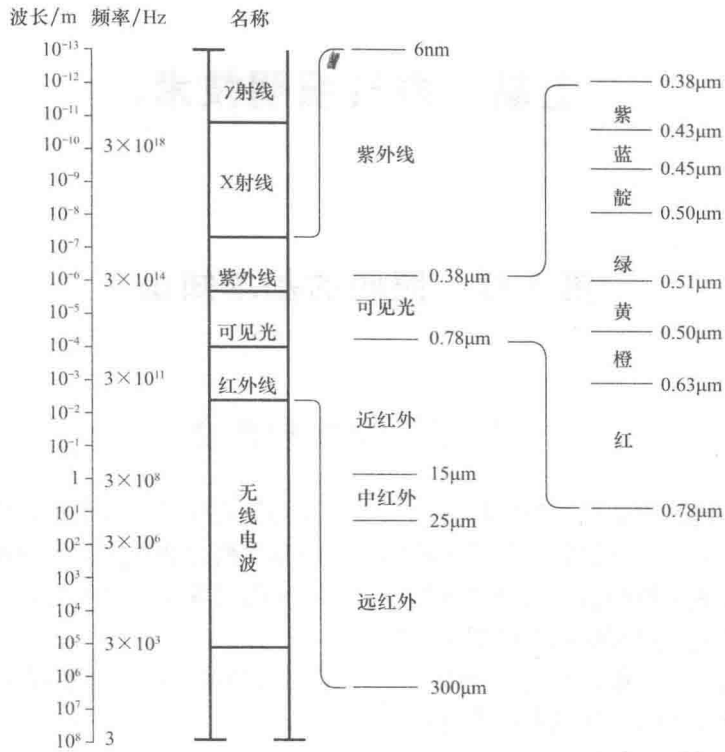 波长/m 频率/Hz 名称
10⁻¹³
10⁻¹²
10⁻¹¹
10⁻¹⁰ 3×10¹⁸
10⁻⁹
10⁻⁸
10⁻⁷
10⁻⁶ 3×10¹⁴
10⁻⁵
10⁻⁴
10⁻³ 3×10¹¹
10⁻²
10⁻¹
1 3×10⁸
10¹
10² 3×10⁶
10³
10⁴
10⁵ 3×10³
10⁶
10⁷
10⁸ 3
γ射线
X射线
紫外线
可见光
红外线
无线电波
6nm
紫外线
0.38μm
可见光
0.78μm
近红外
15μm
中红外
25μm
远红外
300μm
0.38μm
紫
0.43μm
蓝
0.45μm
靛
0.50μm
绿
0.51μm
黄
0.50μm
橙
0.63μm
红
0.78μm